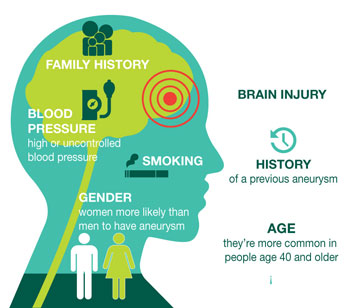 FAMILY HISTORY
BLOOD
PRESSURE
high or uncontrolled
blood pressure
SMOKING
GENDER
women more likely than
men to have aneurysm
BRAIN INJURY
HISTORY
of a previous aneurysm
AGE
they're more common in
people age 40 and older